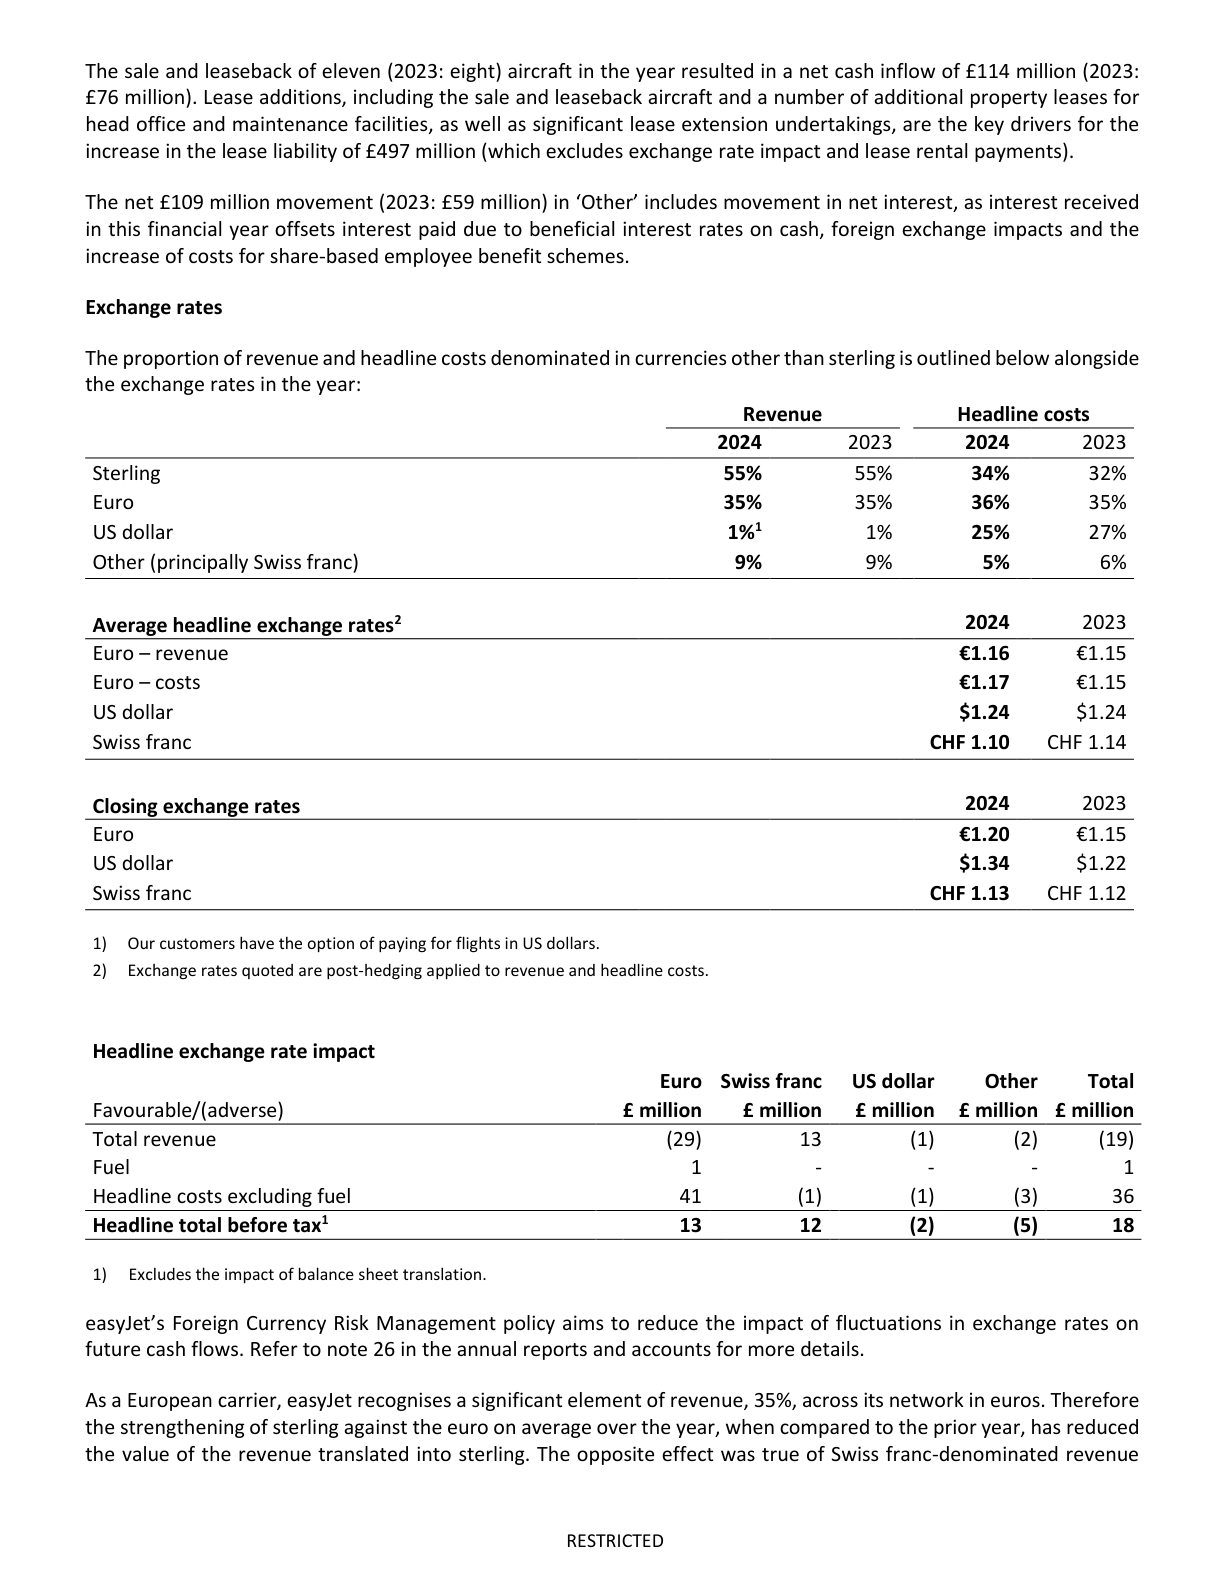 The sale and leaseback of eleven (2023: eight) aircraft in the year resulted in a net cash inflow of £114 million (2023:
£76 million). Lease additions, including the sale and leaseback aircraft and a number of additional property leases for
head office and maintenance facilities, as well as significant lease extension undertakings, are the key drivers for the
increase in the lease liability of £497 million (which excludes exchange rate impact and lease rental payments).
The net £109 million movement (2023: £59 million) in ‘Other’ includes movement in net interest, as interest received
in this financial year offsets interest paid due to beneficial interest rates on cash, foreign exchange impacts and the
increase of costs for share-based employee benefit schemes.
Exchange rates
The proportion of revenue and headline costs denominated in currencies other than sterling is outlined below alongside
the exchange rates in the year:
Revenue Headline costs
2024 2023 2024 2023
Sterling 55% 55% 34% 32%
Euro 35% 35% 36% 35%
US dollar 1%¹ 1% 25% 27%
Other (principally Swiss franc) 9% 9% 5% 6%
Average headline exchange rates² 2024 2023
Euro – revenue €1.16 €1.15
Euro – costs €1.17 €1.15
US dollar $1.24 $1.24
Swiss franc CHF 1.10 CHF 1.14
Closing exchange rates 2024 2023
Euro €1.20 €1.15
US dollar $1.34 $1.22
Swiss franc CHF 1.13 CHF 1.12
1) Our customers have the option of paying for flights in US dollars.
2) Exchange rates quoted are post-hedging applied to revenue and headline costs.
Headline exchange rate impact
Euro Swiss franc US dollar Other Total
Favourable/(adverse) £ million £ million £ million £ million £ million
Total revenue (29) 13 (1) (2) (19)
Fuel 1 - - - 1
Headline costs excluding fuel 41 (1) (1) (3) 36
Headline total before tax¹ 13 12 (2) (5) 18
1) Excludes the impact of balance sheet translation.
easyJet’s Foreign Currency Risk Management policy aims to reduce the impact of fluctuations in exchange rates on
future cash flows. Refer to note 26 in the annual reports and accounts for more details.
As a European carrier, easyJet recognises a significant element of revenue, 35%, across its network in euros. Therefore
the strengthening of sterling against the euro on average over the year, when compared to the prior year, has reduced
the value of the revenue translated into sterling. The opposite effect was true of Swiss franc-denominated revenue
RESTRICTED